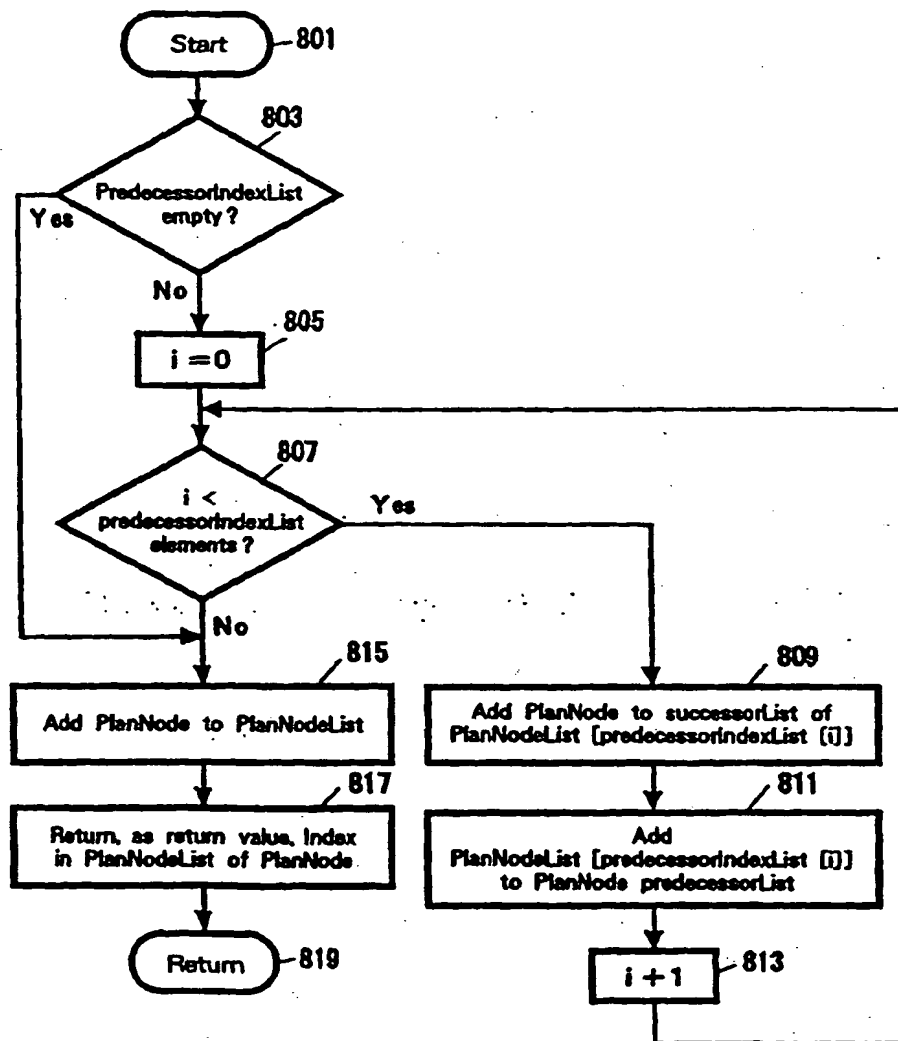 Start
801
803
PredecessorIndexList
empty?
Yes
No
805
i = 0
807
i <
predecessorIndexList
elements?
Yes
No
815
Add PlanNode to PlanNodeList
809
Add PlanNode to successorList of
PlanNodeList [predecessorIndexList [i]]
817
Return, as return value, Index
in PlanNodeList of PlanNode
811
Add
PlanNodeList [predecessorIndexList [i]]
to PlanNode predecessorList
Return
819
813
i + 1